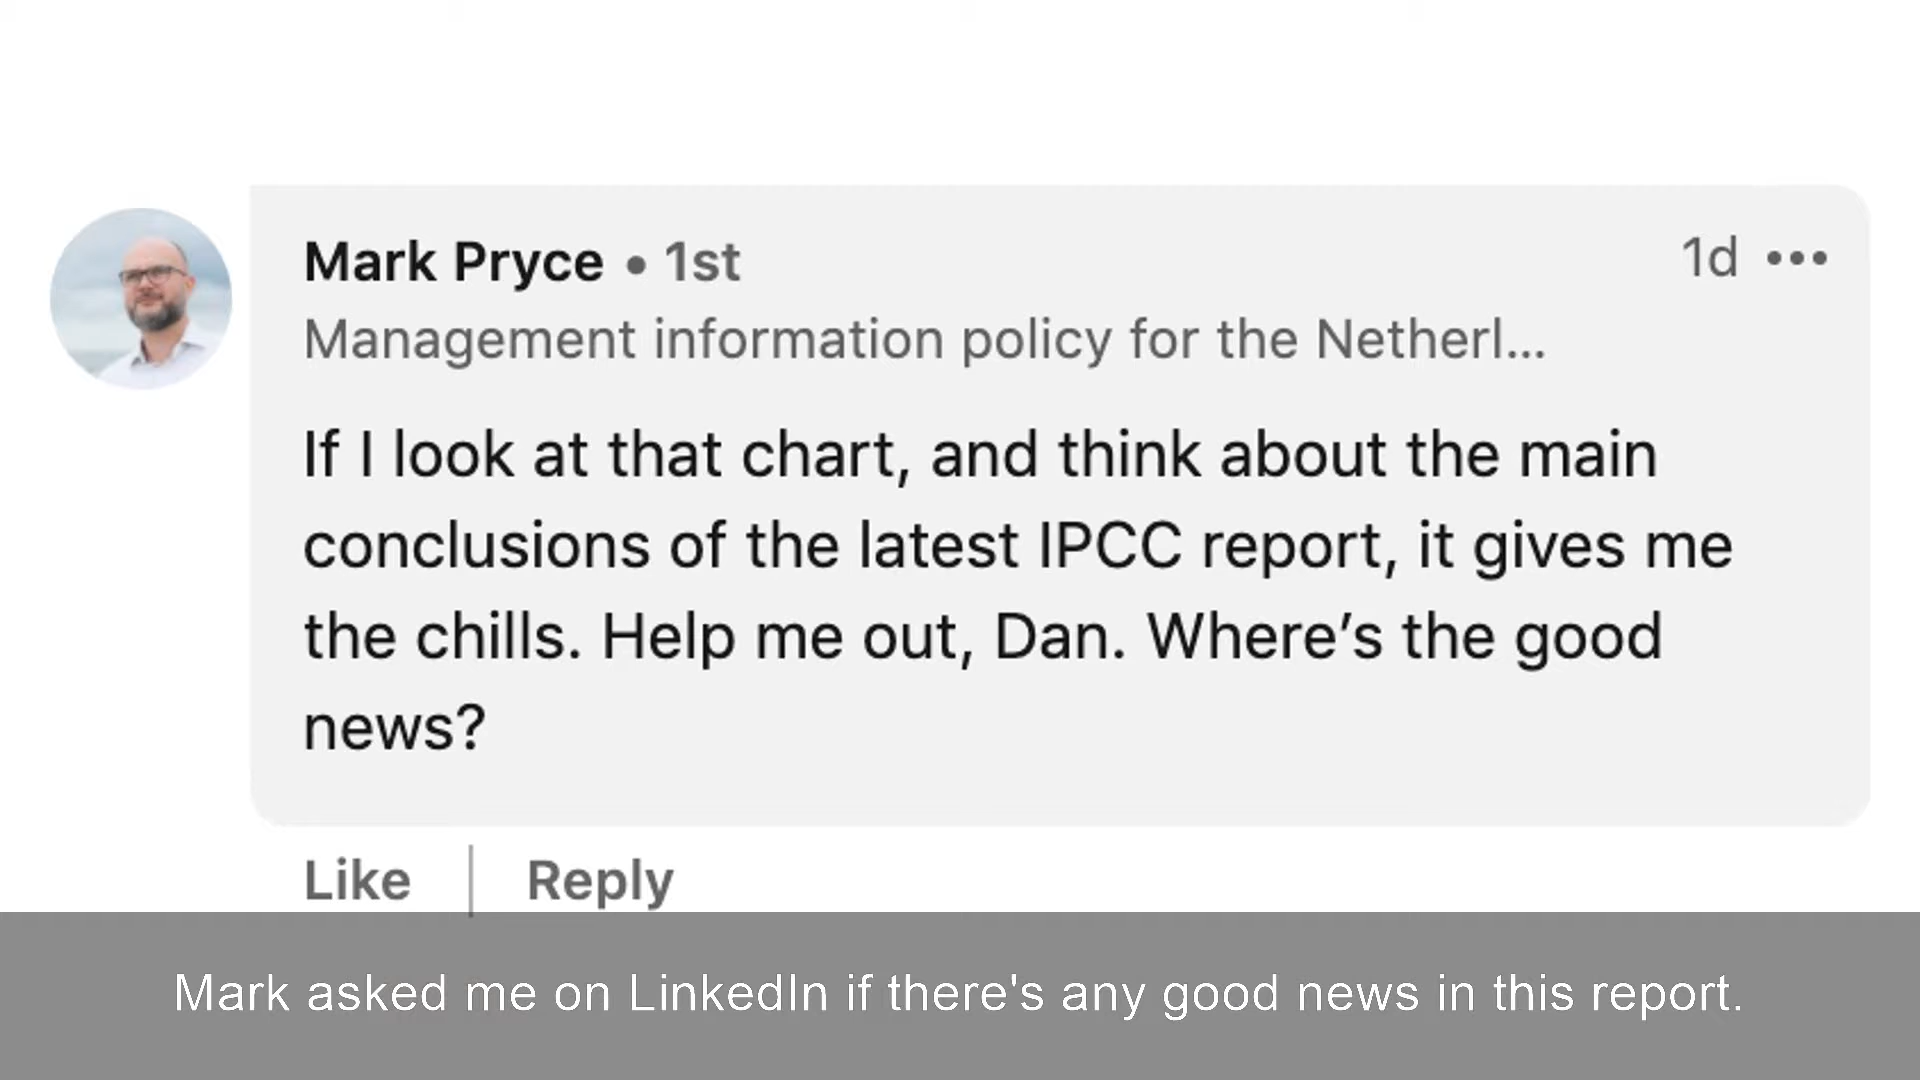 Mark Pryce • 1st
1d •••
Management information policy for the Netherl...
If I look at that chart, and think about the main
conclusions of the latest IPCC report, it gives me
the chills. Help me out, Dan. Where’s the good
news?
Like | Reply
Mark asked me on LinkedIn if there's any good news in this report.